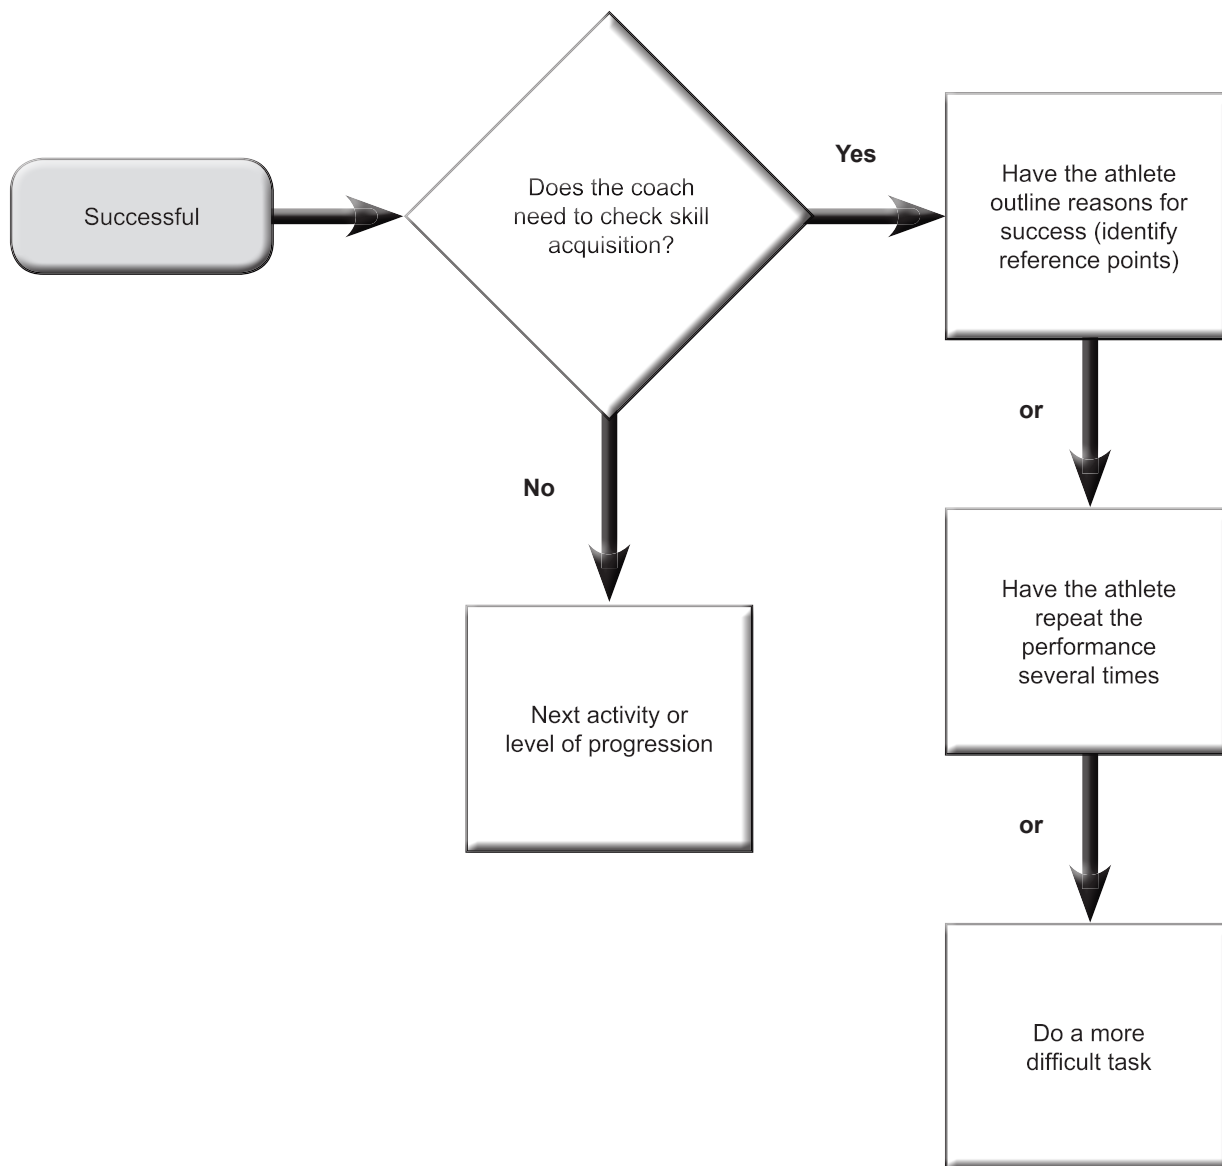 Successful
Does the coach
need to check skill
acquisition?
Yes
Have the athlete
outline reasons for
success (identify
reference points)
or
No
Have the athlete
repeat the
performance
several times
Next activity or
level of progression
or
Do a more
difficult task